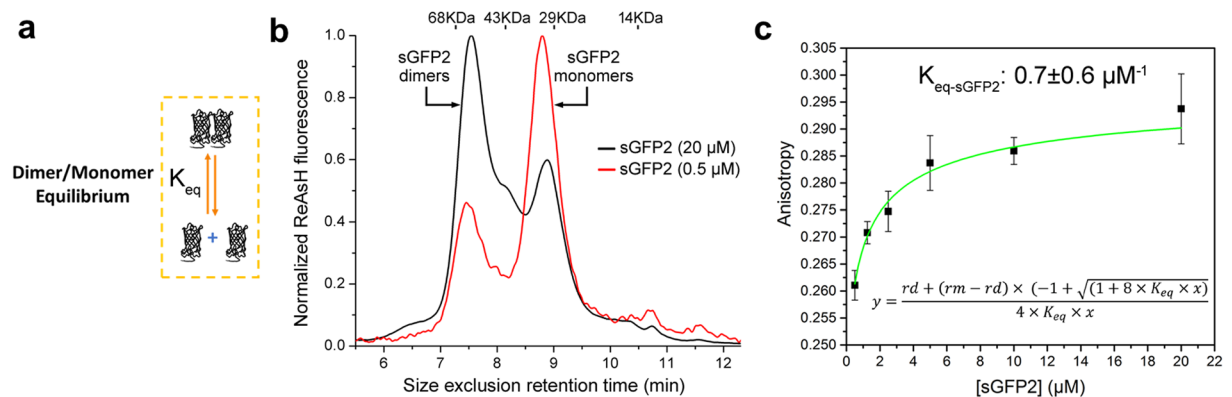 a
Dimer/Monomer
Equilibrium
Keq
+
b
68KDa 43KDa 29KDa 14KDa
1.0
0.8
0.6
0.4
0.2
0.0
Normalized ReAsH fluorescence
sGFP2
dimers
sGFP2
monomers
sGFP2 (20 µM)
sGFP2 (0.5 µM)
6 7 8 9 10 11 12
Size exclusion retention time (min)
c
0.305
0.300
0.295
0.290
0.285
0.280
0.275
0.270
0.265
0.260
0.255
0.250
Anisotropy
Keq-sGFP2: 0.7±0.6 µM-1
y = rd + (rm − rd) × (−1 + √(1 + 8 × Keq × x)
4 × Keq × x
0 2 4 6 8 10 12 14 16 18 20 22
[sGFP2] (µM)